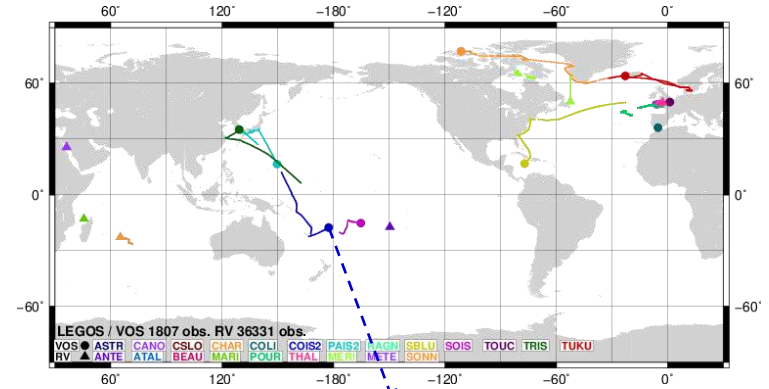 60° 120° −180° −120° −60° 0°
60° 60°
0° 0°
−60° −60°
LEGOS / VOS 1807 obs. RV 36331 obs.
VOS ASTR CANO CSLO CHAR COLI COIS2 PAIS2 RAGN SBLU SOIS TOUC TRIS TUKU
RV ANTE ATAL BEAU MARI POUR THAL MERI METE SONN
60° 120° −180° −120° −60° 0°